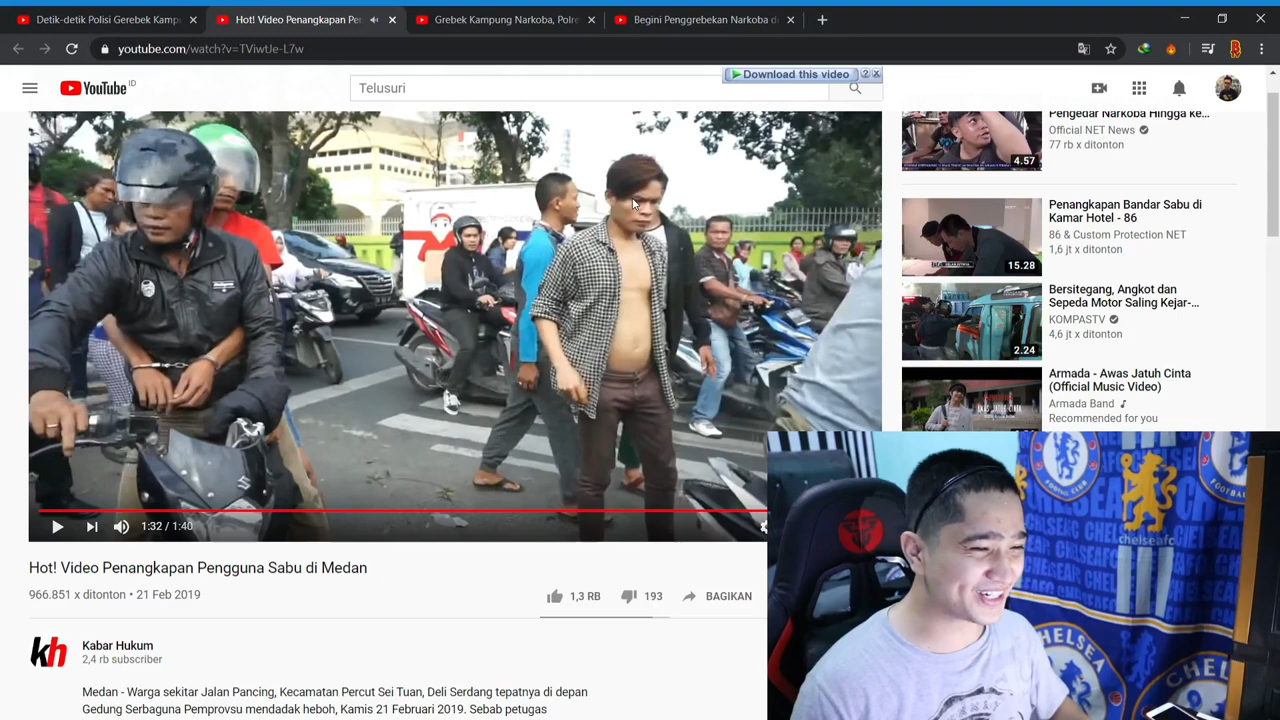 Detik-detik Polisi Gerebek Kamp
Hot! Video Penangkapan Pen
Grebek Kampung Narkoba, Polre
Begini Penggrebekan Narkoba d
youtube.com/watch?v=TViwtJe-L7w
YouTube ID
Telusuri
Download this video
Pengedar Narkoba Hingga ke...
Official NET News
77 rb x ditonton
4.57
Penangkapan Bandar Sabu di
Kamar Hotel - 86
86 & Custom Protection NET
1,6 jt x ditonton
15.28
Bersitegang, Angkot dan
Sepeda Motor Saling Kejar-...
KOMPASTV
4,6 jt x ditonton
2.24
Armada - Awas Jatuh Cinta
(Official Music Video)
Armada Band
Recommended for you
1:32 / 1:40
Hot! Video Penangkapan Pengguna Sabu di Medan
966.851 x ditonton • 21 Feb 2019
1,3 RB
193
BAGIKAN
kh
Kabar Hukum
2,4 rb subscriber
Medan - Warga sekitar Jalan Pancing, Kecamatan Percut Sei Tuan, Deli Serdang tepatnya di depan
Gedung Serbaguna Pemprovsu mendadak heboh, Kamis 21 Februari 2019. Sebab petugas
chelseafc
CHELSEA